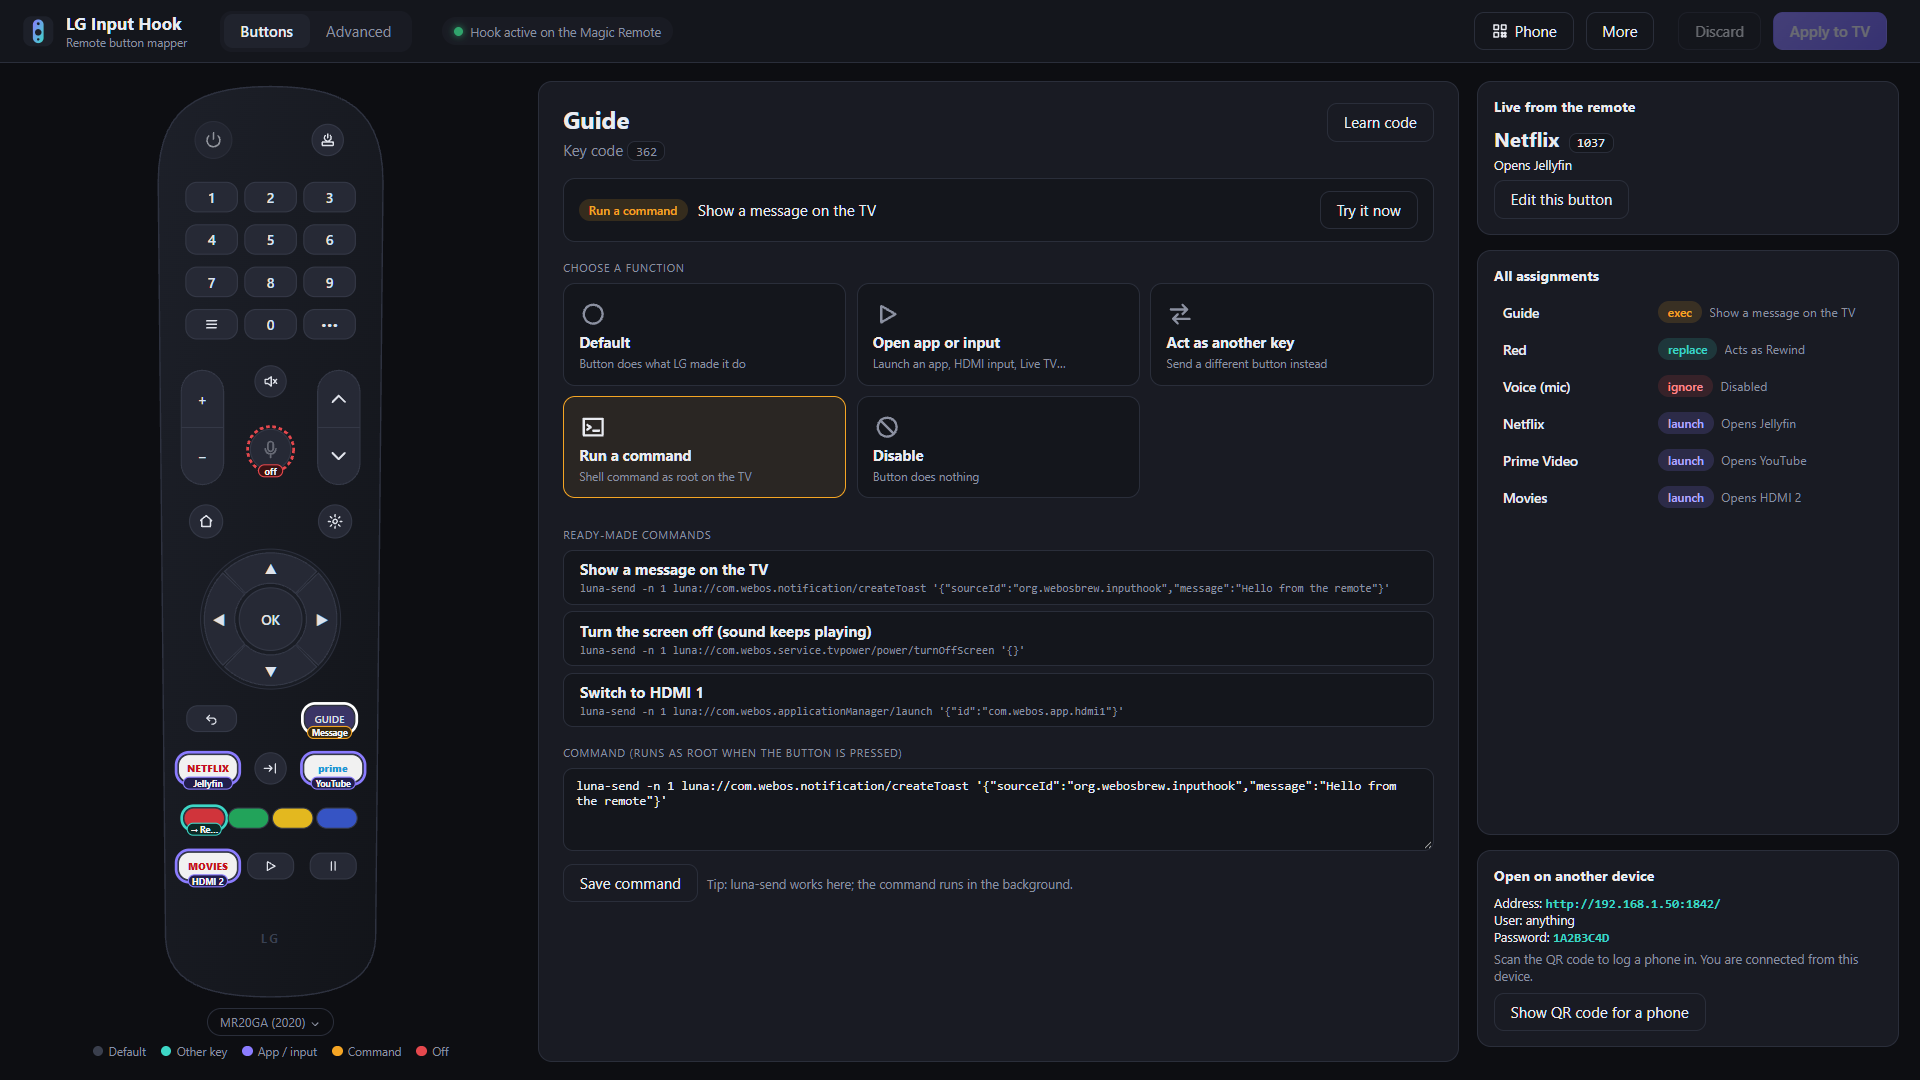 LG Input Hook
Remote button mapper
Buttons
Advanced
Hook active on the Magic Remote
Phone
More
Discard
Apply to TV
1 2 3
4 5 6
7 8 9
0
+
−
off
OK
GUIDE
Message
NETFLIX
Jellyfin
prime
YouTube
→ Re...
MOVIES
HDMI 2
LG
MR20GA (2020)
Default
Other key
App / input
Command
Off
Guide
Key code 362
Learn code
Run a command
Show a message on the TV
Try it now
CHOOSE A FUNCTION
Default
Button does what LG made it do
Open app or input
Launch an app, HDMI input, Live TV...
Act as another key
Send a different button instead
Run a command
Shell command as root on the TV
Disable
Button does nothing
READY-MADE COMMANDS
Show a message on the TV
luna-send -n 1 luna://com.webos.notification/createToast '{"sourceId":"org.webosbrew.inputhook","message":"Hello from the remote"}'
Turn the screen off (sound keeps playing)
luna-send -n 1 luna://com.webos.service.tvpower/power/turnOffScreen '{}'
Switch to HDMI 1
luna-send -n 1 luna://com.webos.applicationManager/launch '{"id":"com.webos.app.hdmi1"}'
COMMAND (RUNS AS ROOT WHEN THE BUTTON IS PRESSED)
luna-send -n 1 luna://com.webos.notification/createToast '{"sourceId":"org.webosbrew.inputhook","message":"Hello from
the remote"}'
Save command
Tip: luna-send works here; the command runs in the background.
Live from the remote
Netflix 1037
Opens Jellyfin
Edit this button
All assignments
Guide exec Show a message on the TV
Red replace Acts as Rewind
Voice (mic) ignore Disabled
Netflix launch Opens Jellyfin
Prime Video launch Opens YouTube
Movies launch Opens HDMI 2
Open on another device
Address: http://192.168.1.50:1842/
User: anything
Password: 1A2B3C4D
Scan the QR code to log a phone in. You are connected from this
device.
Show QR code for a phone